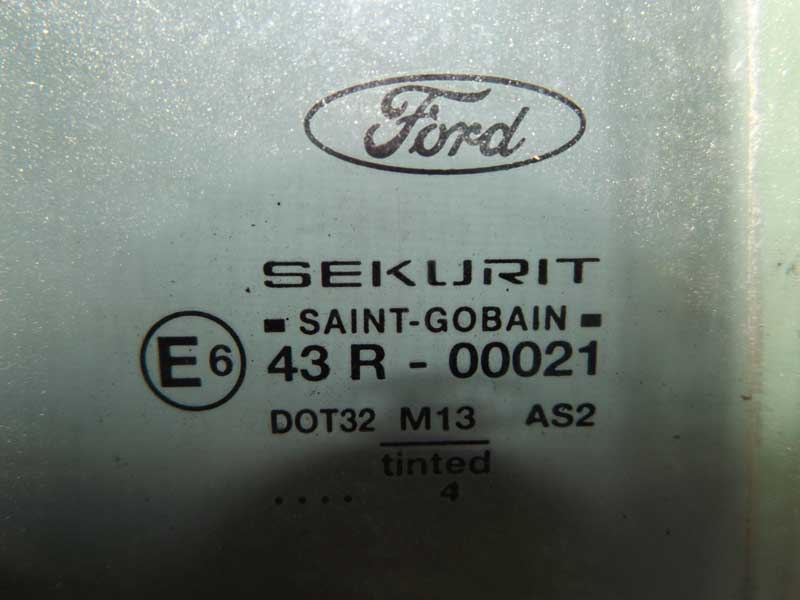 Ford
SEKURIT
SAINT-GOBAIN
E6 43 R - 00021
DOT32 M13 AS2
tinted
.... 4